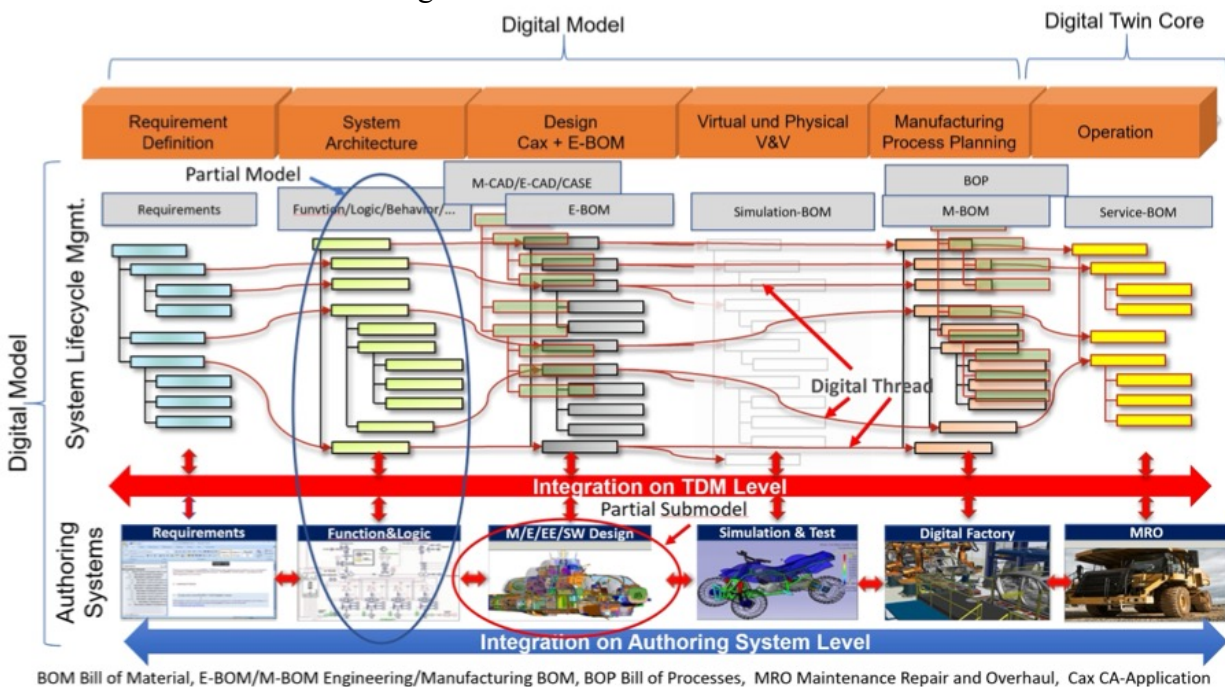 Digital Model
Digital Twin Core
Requirement
Definition
System
Architecture
Design
Cax + E-BOM
Virtual und Physical
V&V
Manufacturing
Process Planning
Operation
Partial Model
M-CAD/E-CAD/CASE
BOP
Requirements
Funvtion/Logic/Behavior/...
E-BOM
Simulation-BOM
M-BOM
Service-BOM
Digital Model
System Lifecycle Mgmt.
Digital Thread
Integration on TDM Level
Partial Submodel
Authoring
Systems
Requirements
Function&Logic
M/E/EE/SW Design
Simulation & Test
Digital Factory
MRO
Integration on Authoring System Level
BOM Bill of Material, E-BOM/M-BOM Engineering/Manufacturing BOM, BOP Bill of Processes, MRO Maintenance Repair and Overhaul, Cax CA-Application